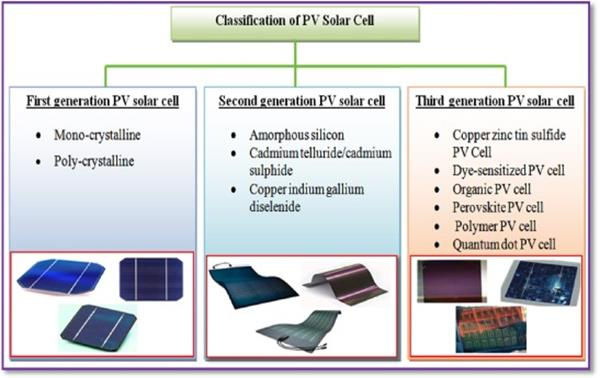 Classification of PV Solar Cell
First generation PV solar cell
• Mono-crystalline
• Poly-crystalline
Second generation PV solar cell
• Amorphous silicon
• Cadmium telluride/cadmium
sulphide
• Copper indium gallium
diselenide
Third generation PV solar cell
• Copper zinc tin sulfide
PV Cell
• Dye-sensitized PV cell
• Organic PV cell
• Perovskite PV cell
• Polymer PV cell
• Quantum dot PV cell